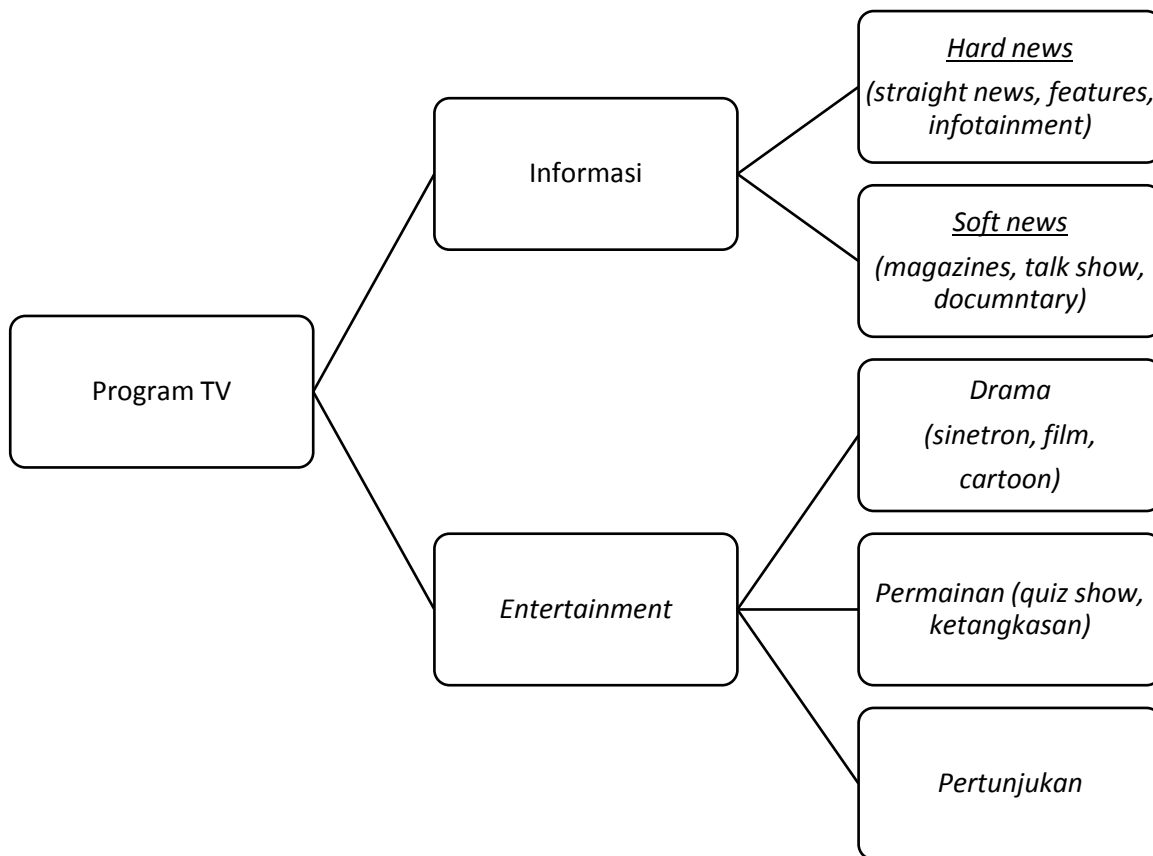 Program TV
Informasi
Hard news
(straight news, features,
infotainment)
Soft news
(magazines, talk show,
documntary)
Entertainment
Drama
(sinetron, film,
cartoon)
Permainan (quiz show,
ketangkasan)
Pertunjukan